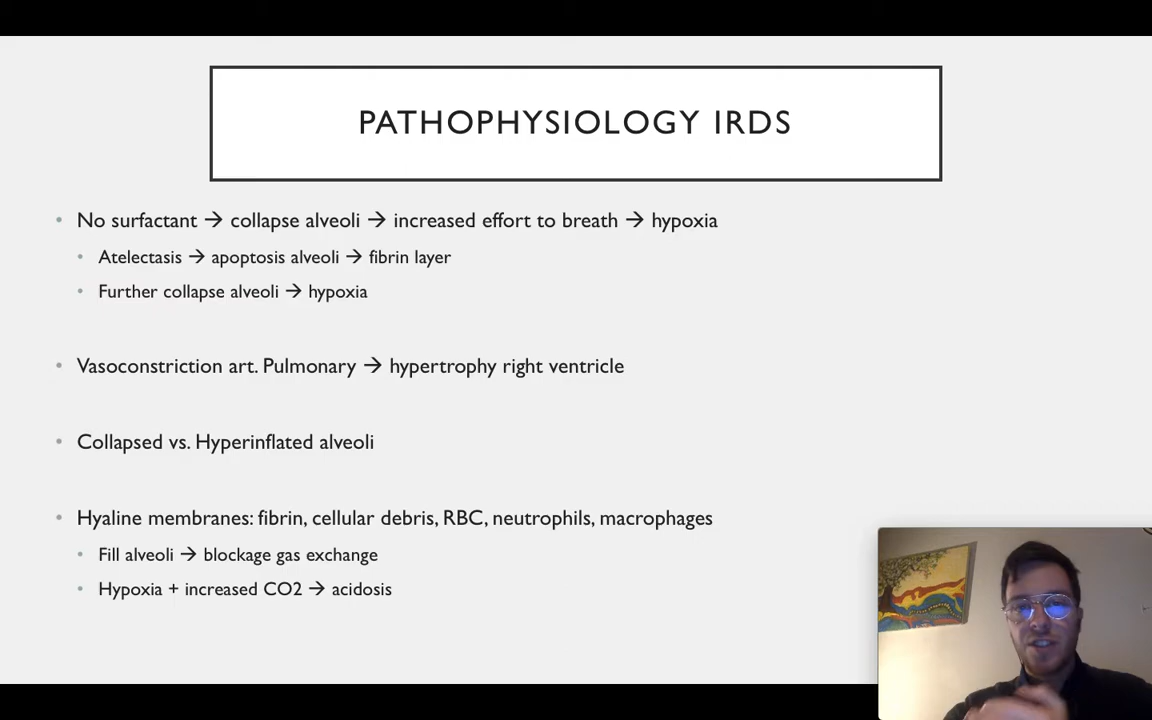 PATHOPHYSIOLOGY IRDS
• No surfactant → collapse alveoli → increased effort to breath → hypoxia
• Atelectasis → apoptosis alveoli → fibrin layer
• Further collapse alveoli → hypoxia
• Vasoconstriction art. Pulmonary → hypertrophy right ventricle
• Collapsed vs. Hyperinflated alveoli
• Hyaline membranes: fibrin, cellular debris, RBC, neutrophils, macrophages
• Fill alveoli → blockage gas exchange
• Hypoxia + increased CO2 → acidosis